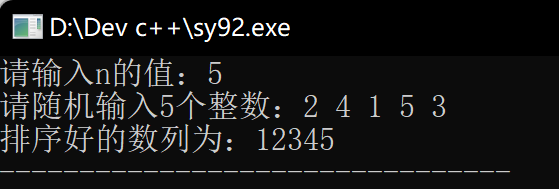 D:\Dev c++\sy92.exe
请输入n的值：5
请随机输入5个整数：2 4 1 5 3
排序好的数列为：12345
--------------------------------